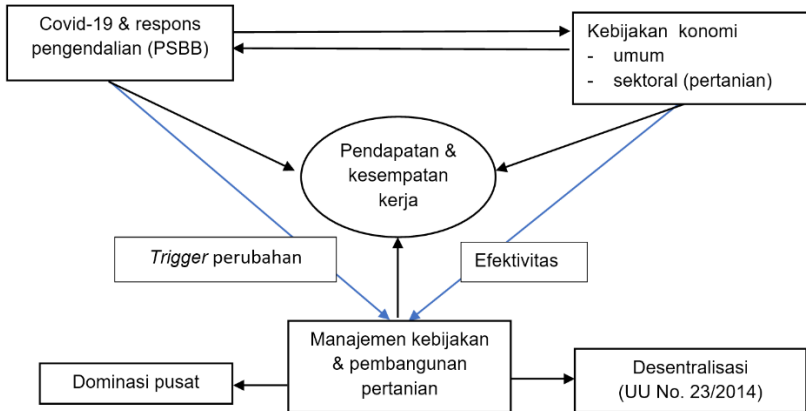 Covid-19 & respons
pengendalian (PSBB)
Kebijakan konomi
- umum
- sektoral (pertanian)
Pendapatan &
kesempatan
kerja
Trigger perubahan
Efektivitas
Manajemen kebijakan
& pembangunan
pertanian
Dominasi pusat
Desentralisasi
(UU No. 23/2014)